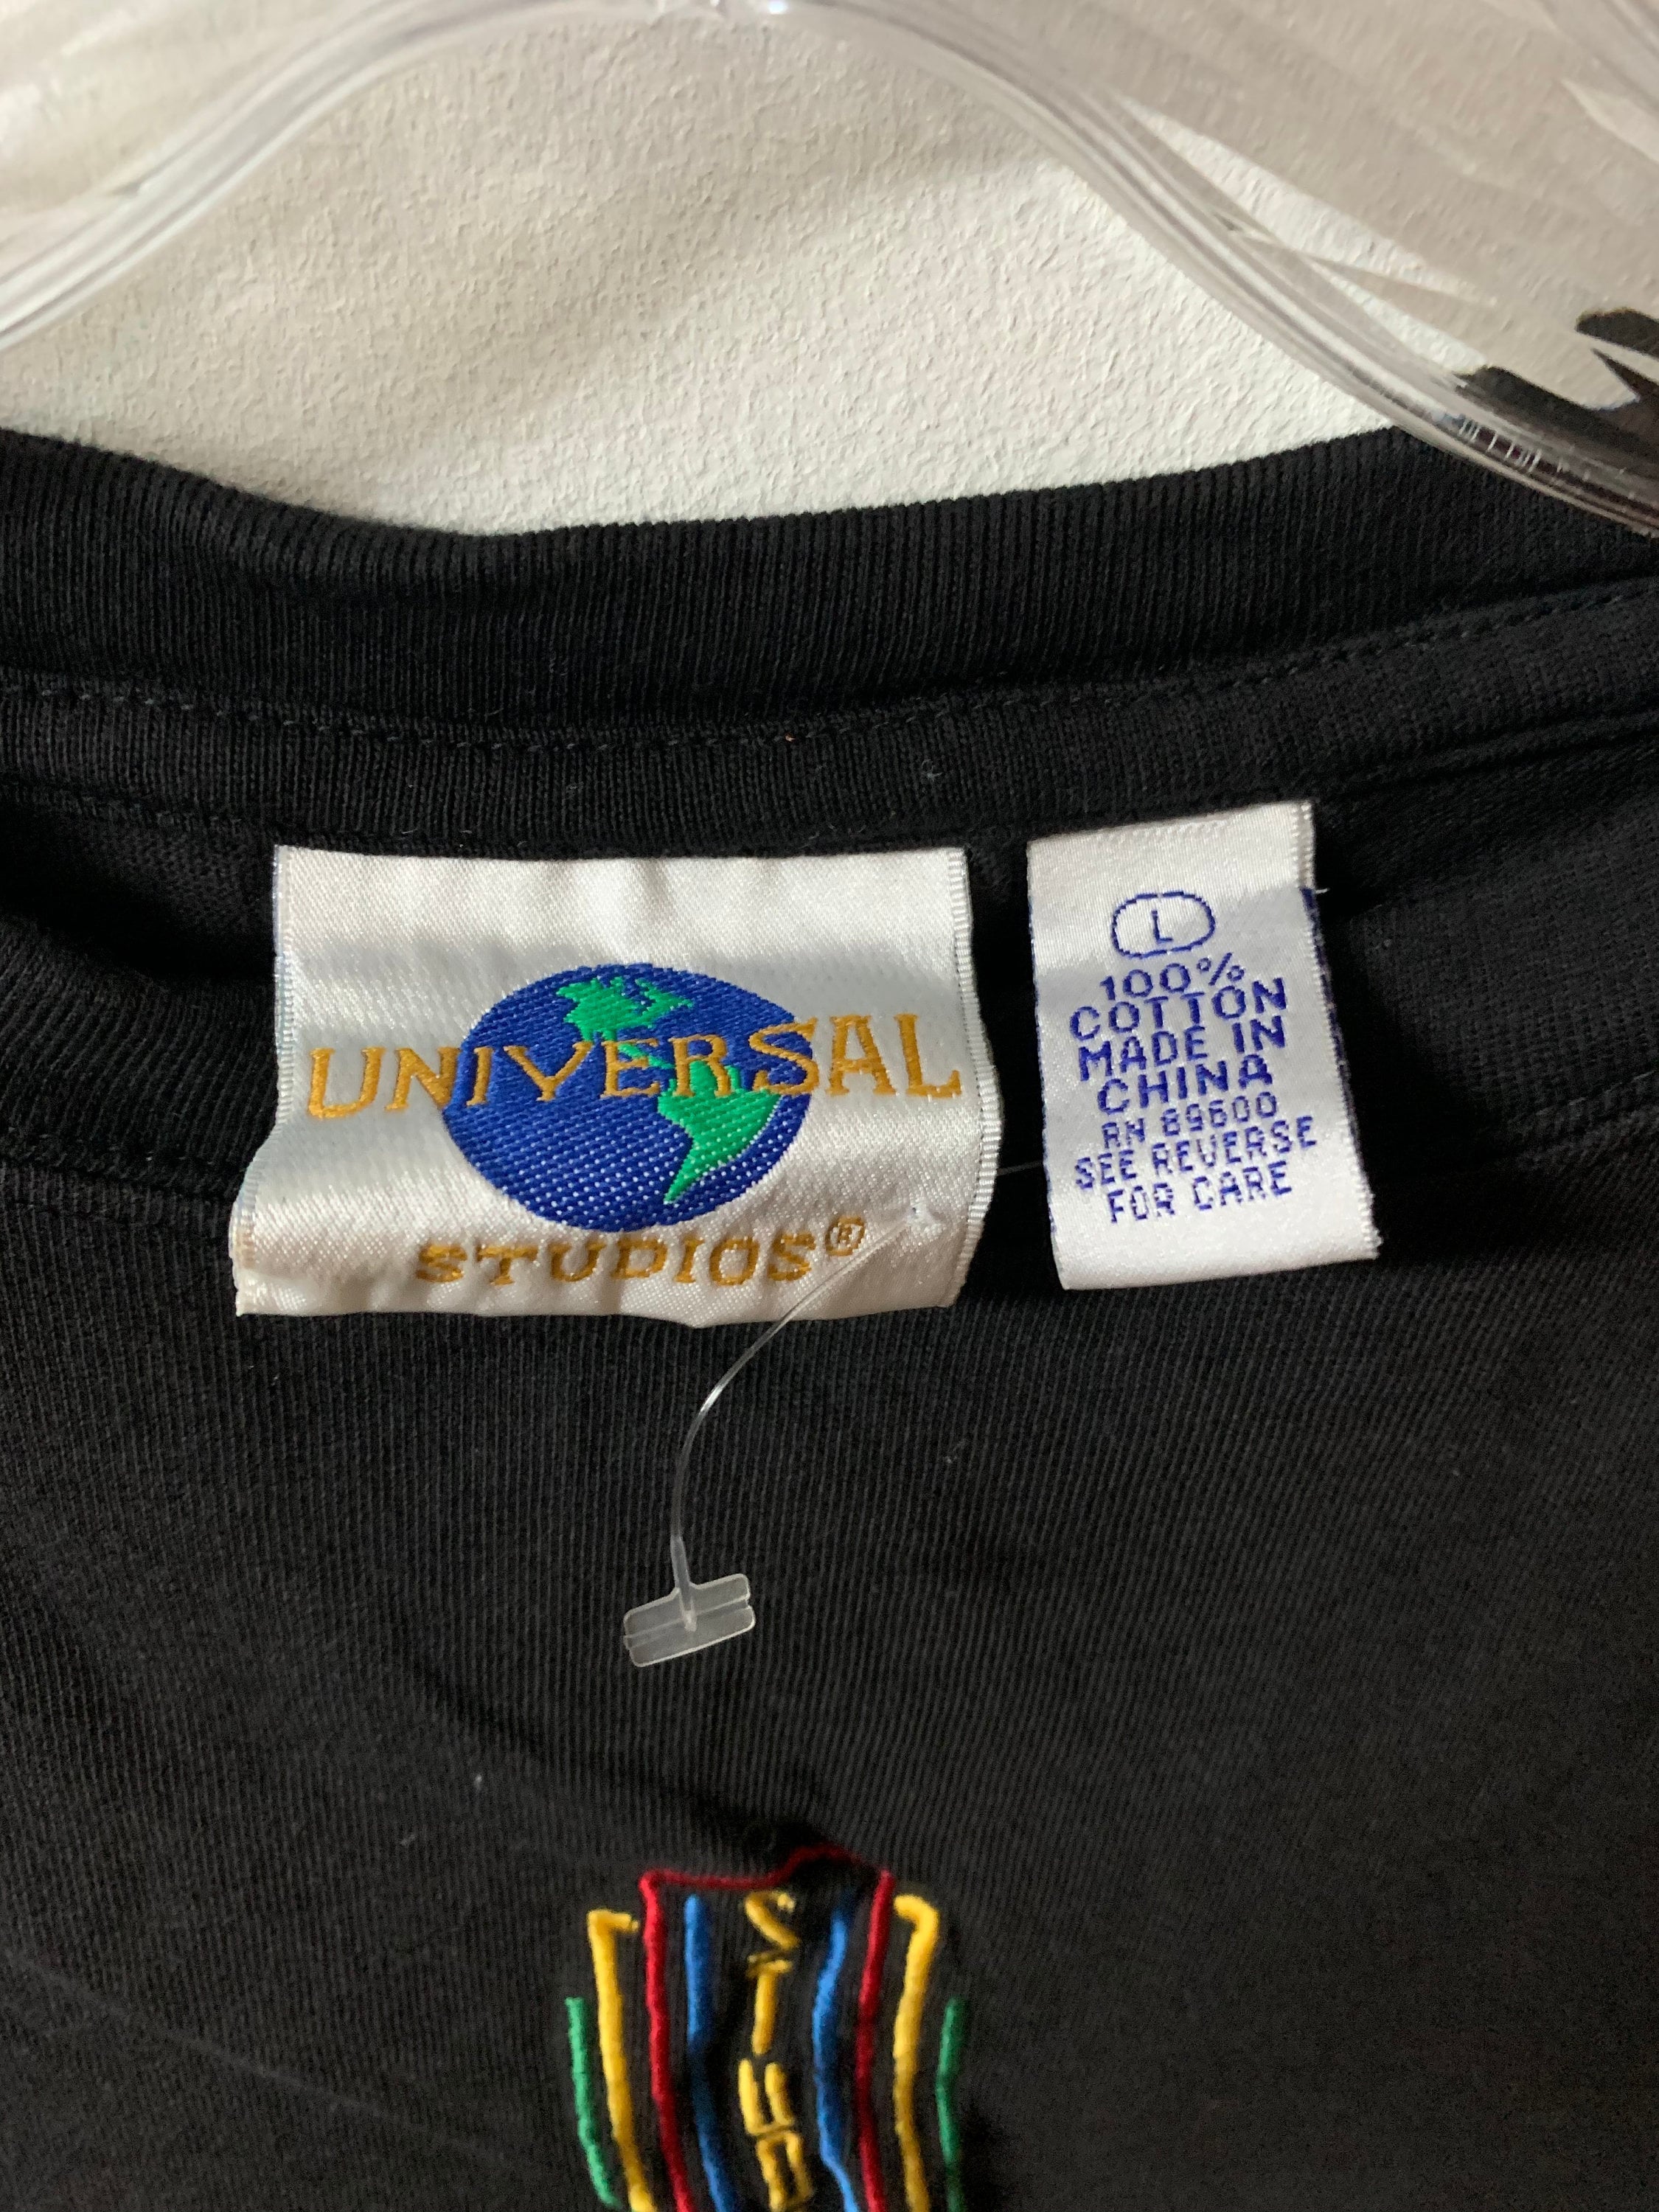 UNIVERSAL
STUDIOS®
L
100%
COTTON
MADE IN
CHINA
RN 89600
SEE REVERSE
FOR CARE